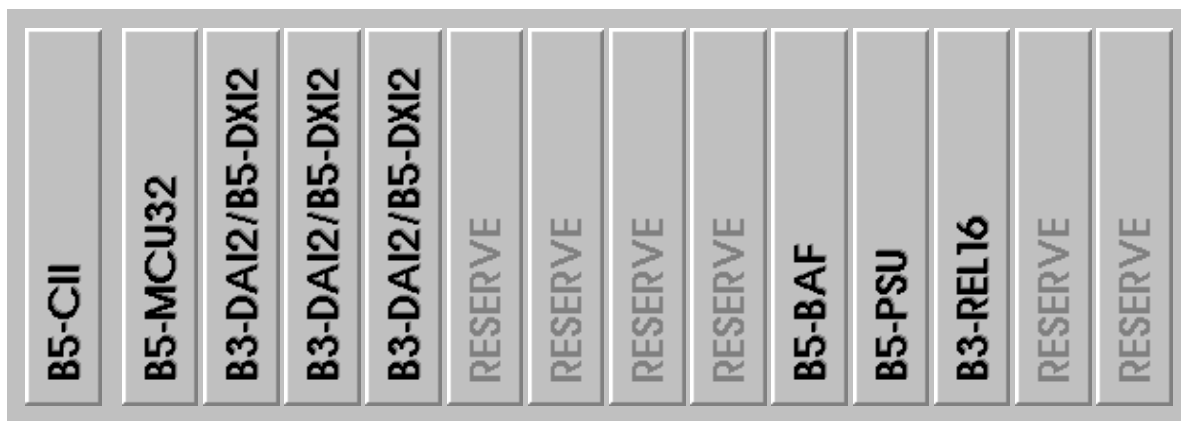 B5-CII
B5-MCU32
B3-DAI2/B5-DXI2
B3-DAI2/B5-DXI2
B3-DAI2/B5-DXI2
RESERVE
RESERVE
RESERVE
RESERVE
B5-BAF
B5-PSU
B3-REL16
RESERVE
RESERVE